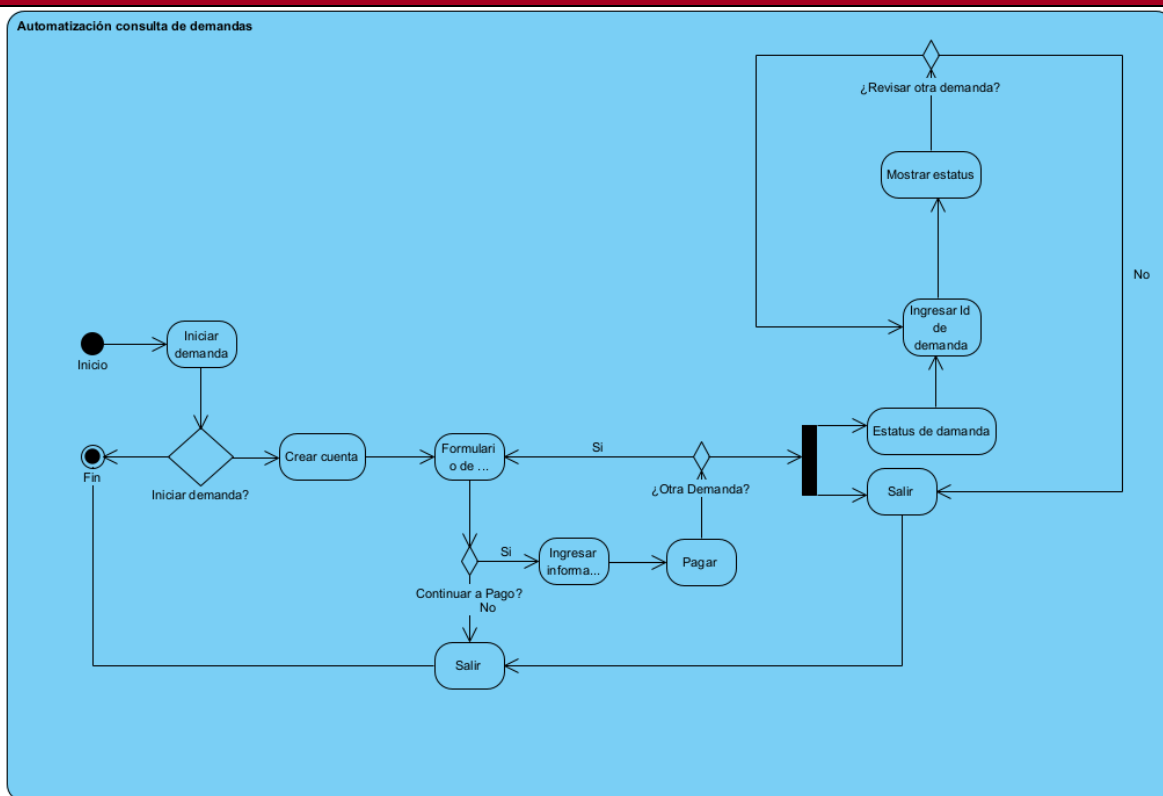 Automatización consulta de demandas
¿Revisar otra demanda?
Mostrar estatus
No
Ingresar Id
de
demanda
Iniciar
demanda
Inicio
Estatus de damanda
Formulari
o de ...
Si
Crear cuenta
Fin
Iniciar demanda?
¿Otra Demanda?
Salir
Si
Ingresar
informa...
Pagar
Continuar a Pago?
No
Salir